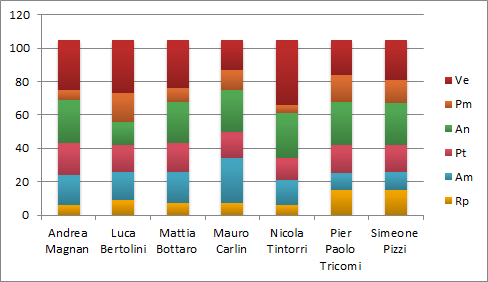 120
100
80
60
40
20
0
Andrea Magnan
Luca Bertolini
Mattia Bottaro
Mauro Carlin
Nicola Tintorri
Pier Paolo Tricomi
Simeone Pizzi
Ve
Pm
An
Pt
Am
Rp